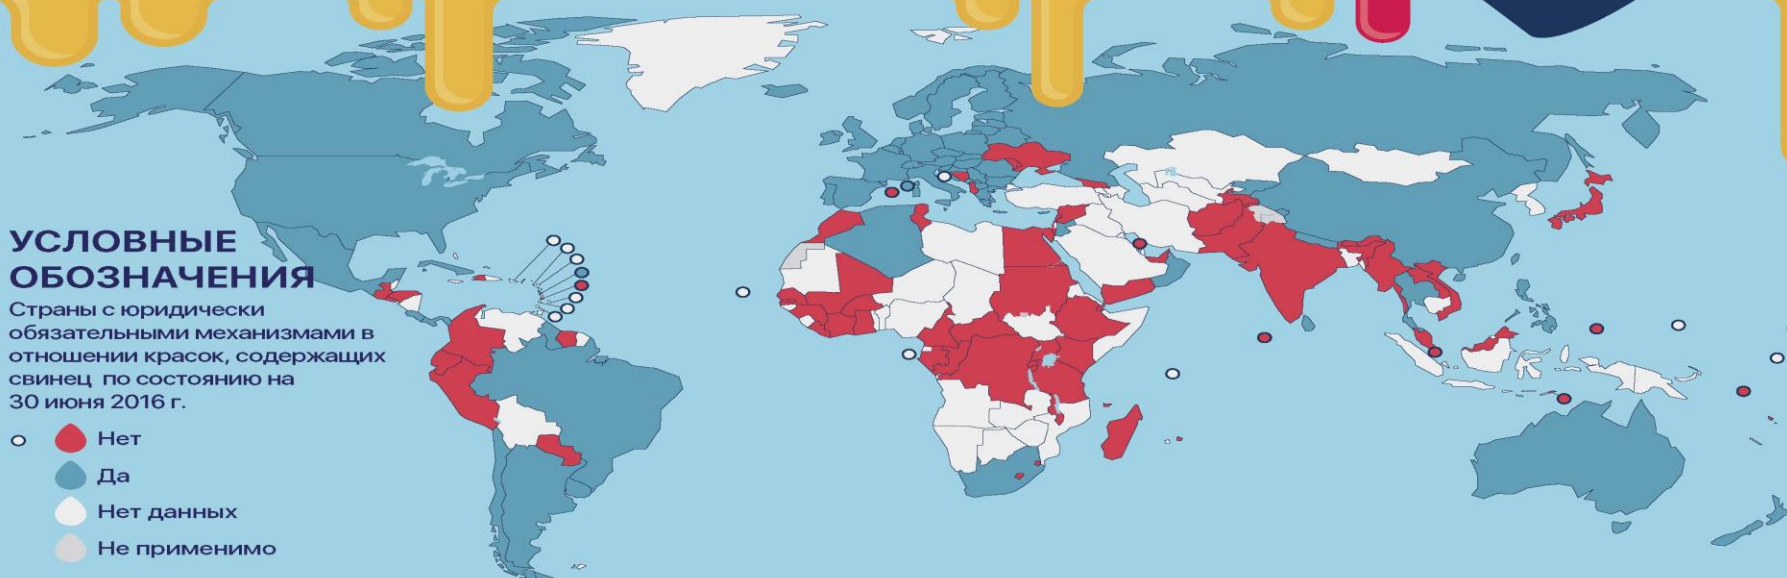 УСЛОВНЫЕ
ОБОЗНАЧЕНИЯ
Страны с юридически
обязательными механизмами в
отношении красок, содержащих
свинец по состоянию на
30 июня 2016 г.
Нет
Да
Нет данных
Не применимо